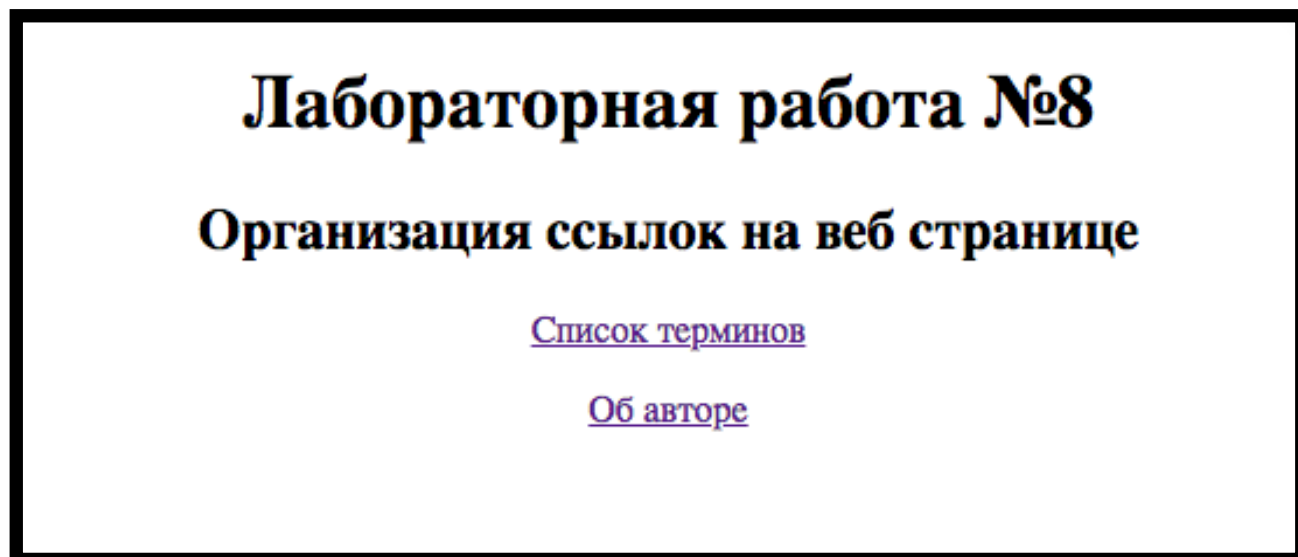 Лабораторная работа №8
Организация ссылок на веб странице
Список терминов
Об авторе